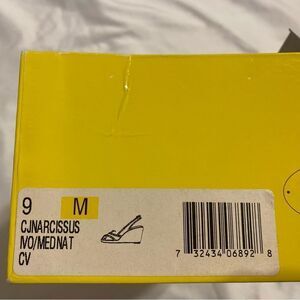 9 M
CJNARCISSUS
IVO/MEDNAT
CV
7 32434 06892 8